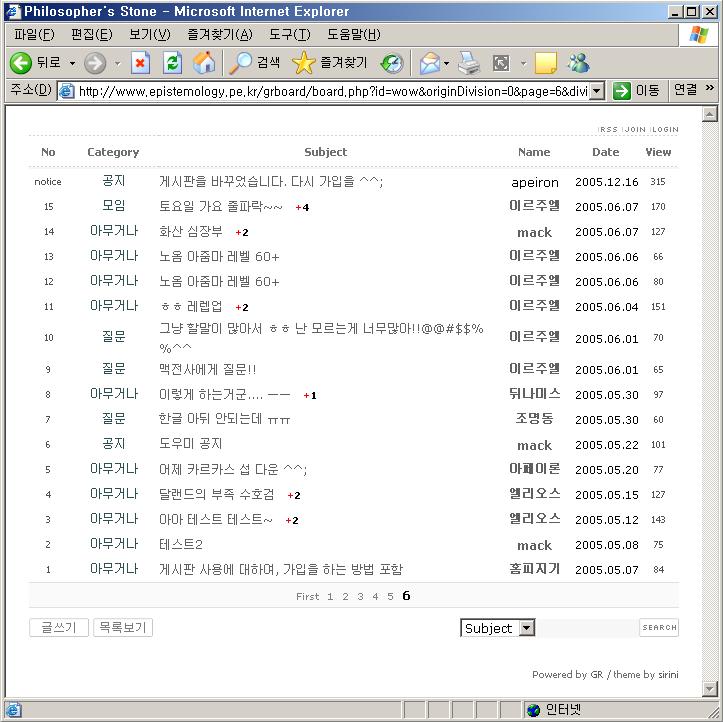 Philosopher's Stone - Microsoft Internet Explorer
파일(F) 편집(E) 보기(V) 즐겨찾기(A) 도구(T) 도움말(H)
뒤로 검색 즐겨찾기
주소(D) http://www.epistemology.pe.kr/grboard/board.php?id=wow&originDivision=0&page=6&divi 이동 연결 »
RSS JOIN LOGIN
No Category Subject Name Date View
notice 공지 게시판을 바꾸었습니다. 다시 가입을 ^^; apeiron 2005.12.16 315
15 모임 토요일 가요 줄파락~~ +4 이르주엘 2005.06.07 170
14 아무거나 화산 심장부 +2 mack 2005.06.07 127
13 아무거나 노움 아줌마 레벨 60+ 이르주엘 2005.06.06 66
12 아무거나 노움 아줌마 레벨 60+ 이르주엘 2005.06.06 80
11 아무거나 ㅎㅎ 레렙업 +2 이르주엘 2005.06.04 151
10 질문 그냥 할말이 많아서 ㅎㅎ 난 모르는게 너무많아!!@@#$$% 이르주엘 2005.06.01 70
%^^
9 질문 맥전사에게 질문!! 이르주엘 2005.06.01 65
8 아무거나 이렇게 하는거군.... ㅡㅡ +1 뒤나미스 2005.05.30 97
7 질문 한글 아뒤 안되는데 ㅠㅠ 조명동 2005.05.30 60
6 공지 도우미 공지 mack 2005.05.22 101
5 아무거나 어제 카르카스 섭 다운 ^^; 아페이론 2005.05.20 77
4 아무거나 달랜드의 부족 수호검 +2 엘리오스 2005.05.15 127
3 아무거나 아아 테스트 테스트~ +2 엘리오스 2005.05.12 143
2 아무거나 테스트2 mack 2005.05.08 75
1 아무거나 게시판 사용에 대하여, 가입을 하는 방법 포함 홈피지기 2005.05.07 84
First 1 2 3 4 5 6
글쓰기 목록보기 Subject SEARCH
Powered by GR / theme by sirini
인터넷